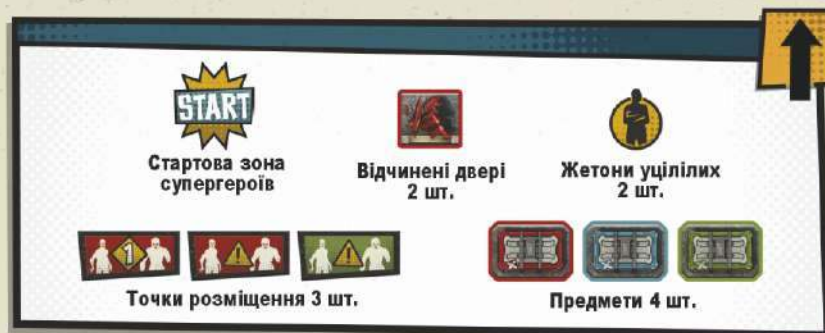 START
Стартова зона
супергероїв
Відчинені двері
2 шт.
Жетони уцілілих
2 шт.
1
Точки розміщення 3 шт.
Предмети 4 шт.